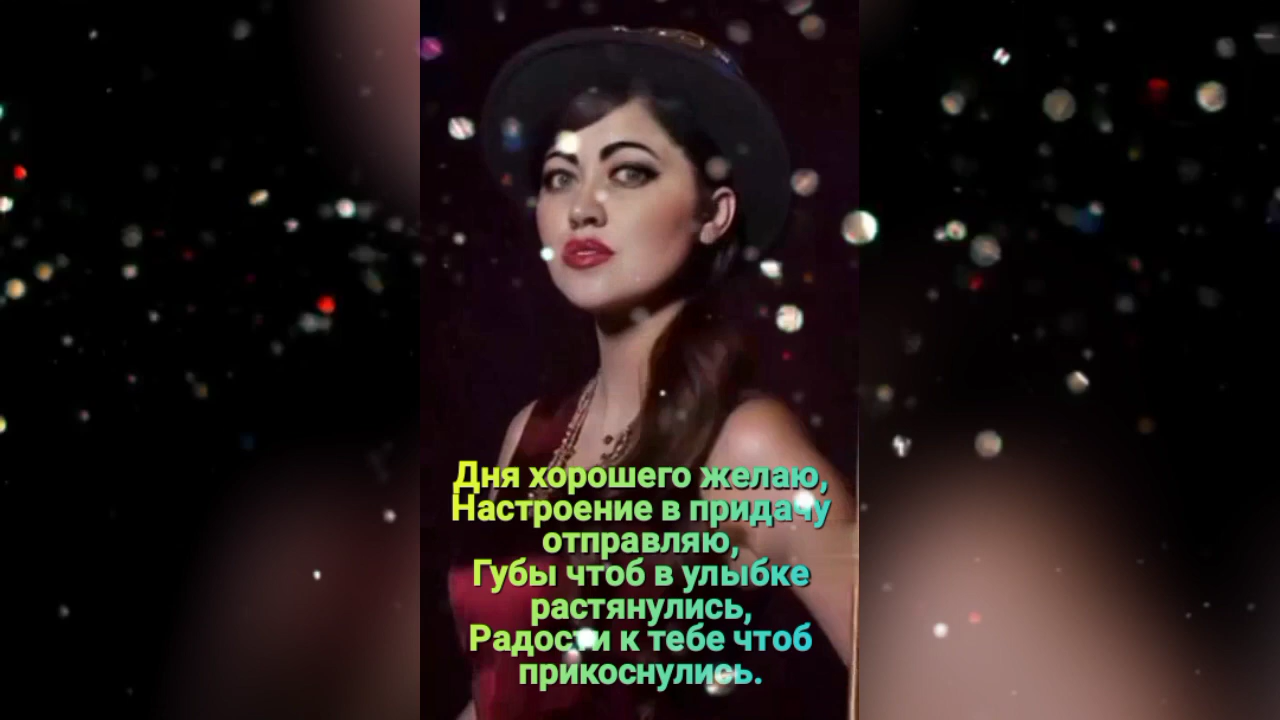 Дня хорошего желаю,
Настроение в придачу
отправляю,
Губы чтоб в улыбке
растянулись,
Радости к тебе чтоб
прикоснулись.